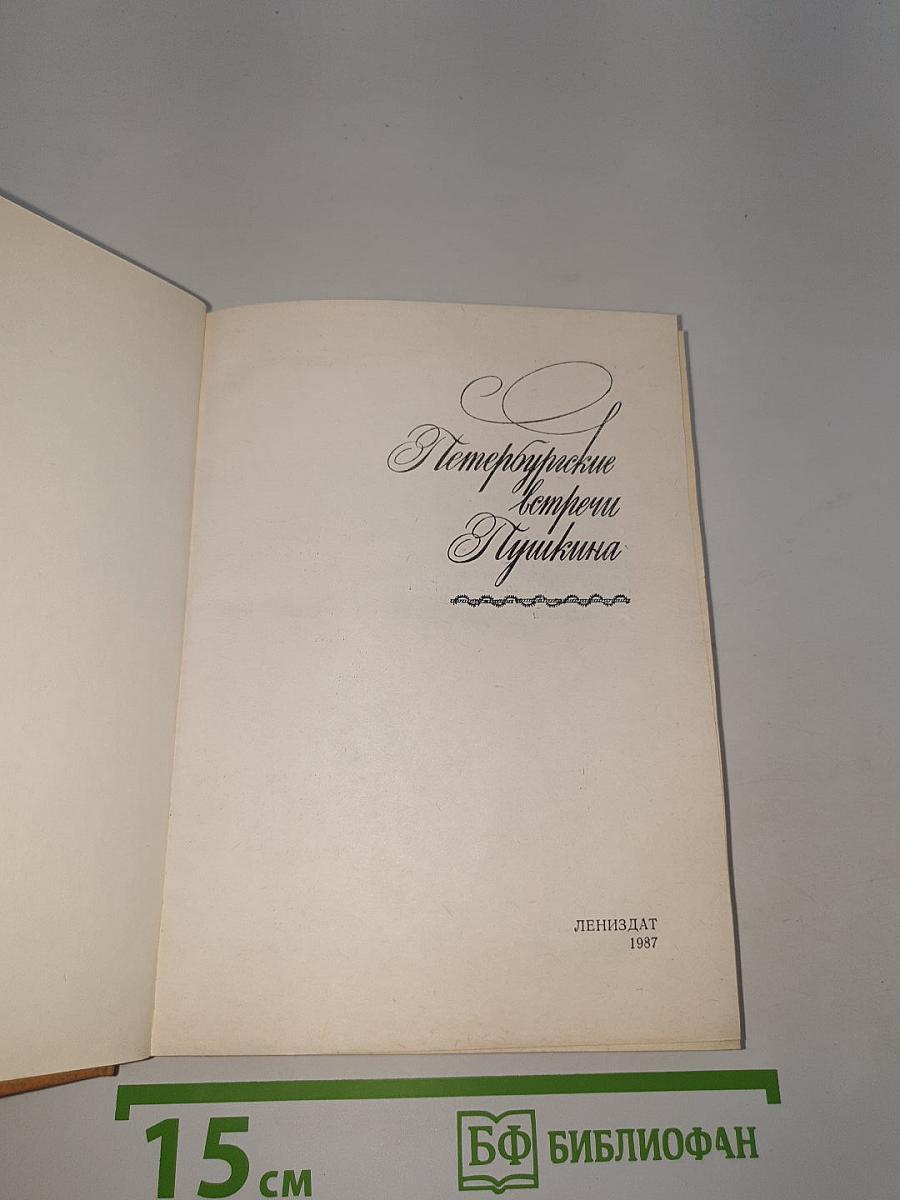 Петербургские
встречи
Пушкина
ЛЕНИЗДАТ
1987
15 см
БФ БИБЛИОФАН